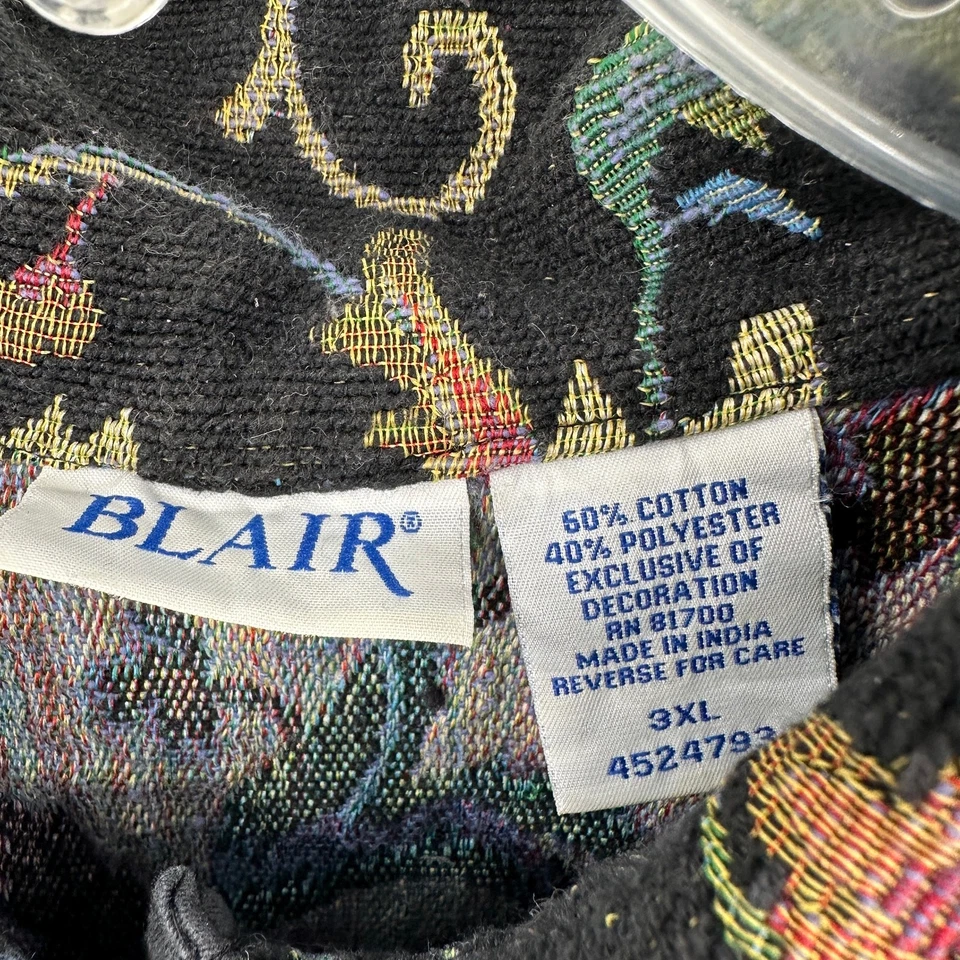 BLAIR®
60% COTTON
40% POLYESTER
EXCLUSIVE OF
DECORATION
RN 81700
MADE IN INDIA
REVERSE FOR CARE
3XL
4524793